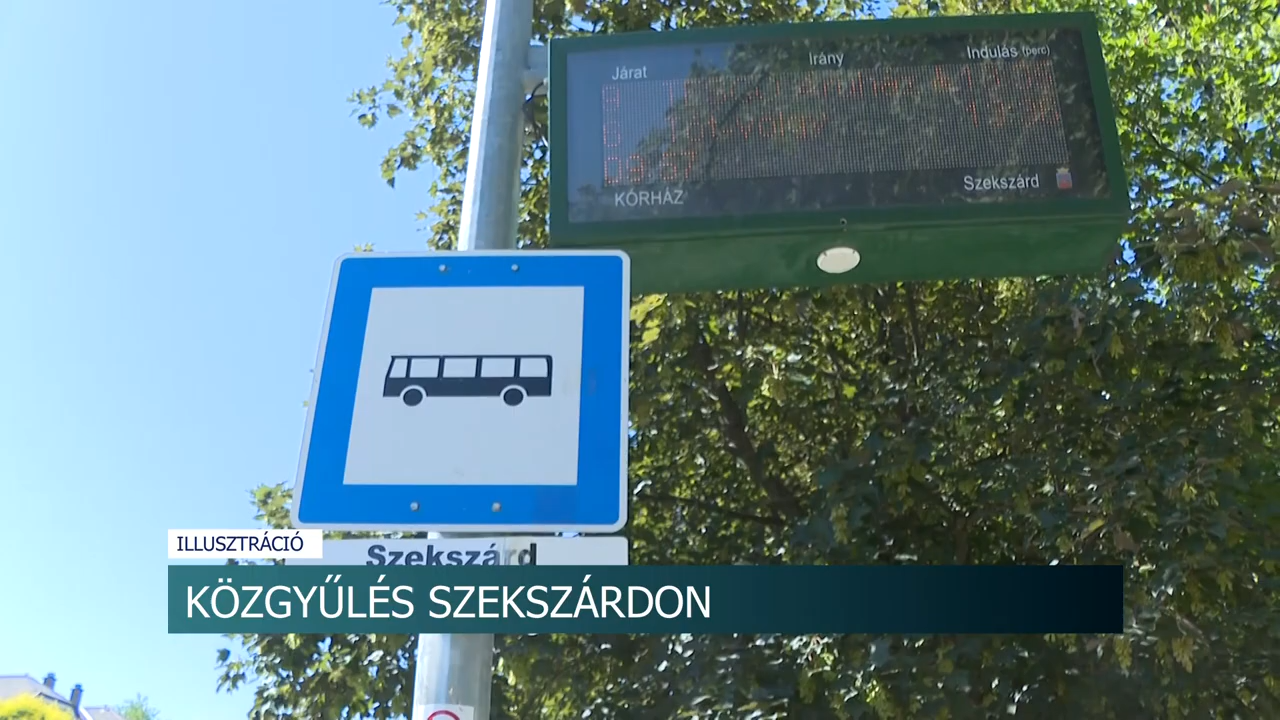 Járat Irány Indulás (perc)
KÓRHÁZ Szekszárd
Szekszárd
ILLUSZTRÁCIÓ
KÖZGYŰLÉS SZEKSZÁRDON